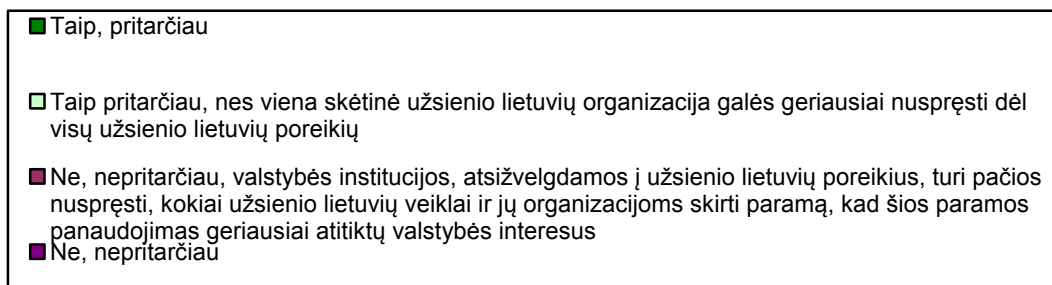 Taip, pritarčiau
Taip pritarčiau, nes viena skėtinė užsienio lietuvių organizacija galės geriausiai nuspręsti dėl
visų užsienio lietuvių poreikių
Ne, nepritarčiau, valstybės institucijos, atsižvelgdamos į užsienio lietuvių poreikius, turi pačios
nuspręsti, kokiai užsienio lietuvių veiklai ir jų organizacijoms skirti paramą, kad šios paramos
panaudojimas geriausiai atitiktų valstybės interesus
Ne, nepritarčiau